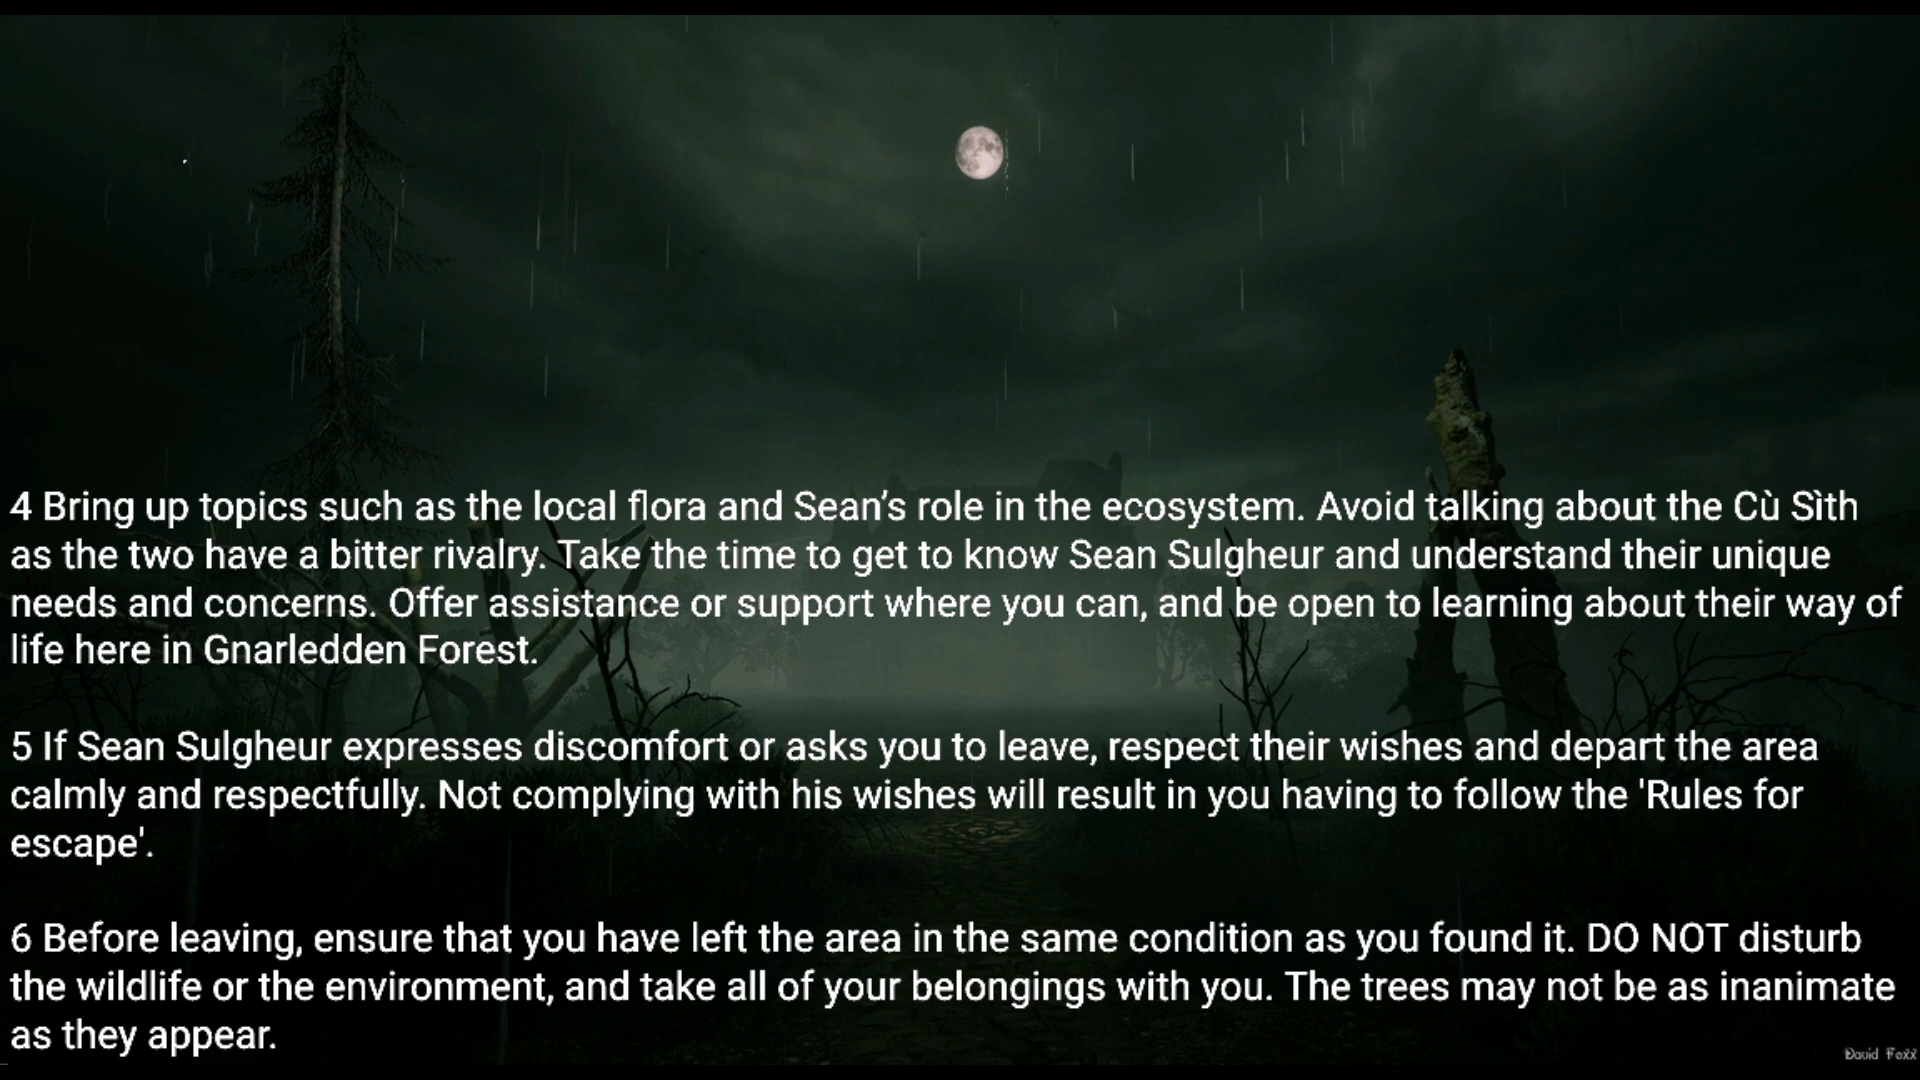 4 Bring up topics such as the local flora and Sean’s role in the ecosystem. Avoid talking about the Cù Sìth
as the two have a bitter rivalry. Take the time to get to know Sean Sulgheur and understand their unique
needs and concerns. Offer assistance or support where you can, and be open to learning about their way of
life here in Gnarledden Forest.
5 If Sean Sulgheur expresses discomfort or asks you to leave, respect their wishes and depart the area
calmly and respectfully. Not complying with his wishes will result in you having to follow the 'Rules for
escape'.
6 Before leaving, ensure that you have left the area in the same condition as you found it. DO NOT disturb
the wildlife or the environment, and take all of your belongings with you. The trees may not be as inanimate
as they appear.
David Foxx